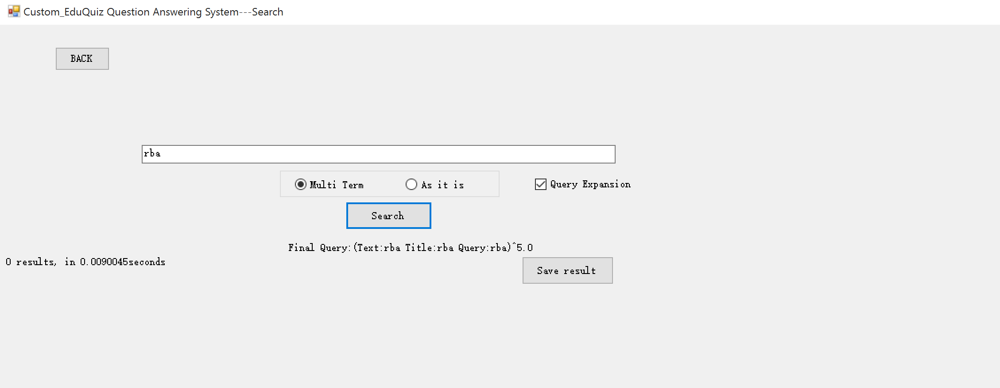 Custom_EduQuiz Question Answering System---Search
BACK
rba
Multi Term As it is Query Expansion
Search
Final Query:(Text:rba Title:rba Query:rba)^5.0
0 results, in 0.0090045seconds
Save result